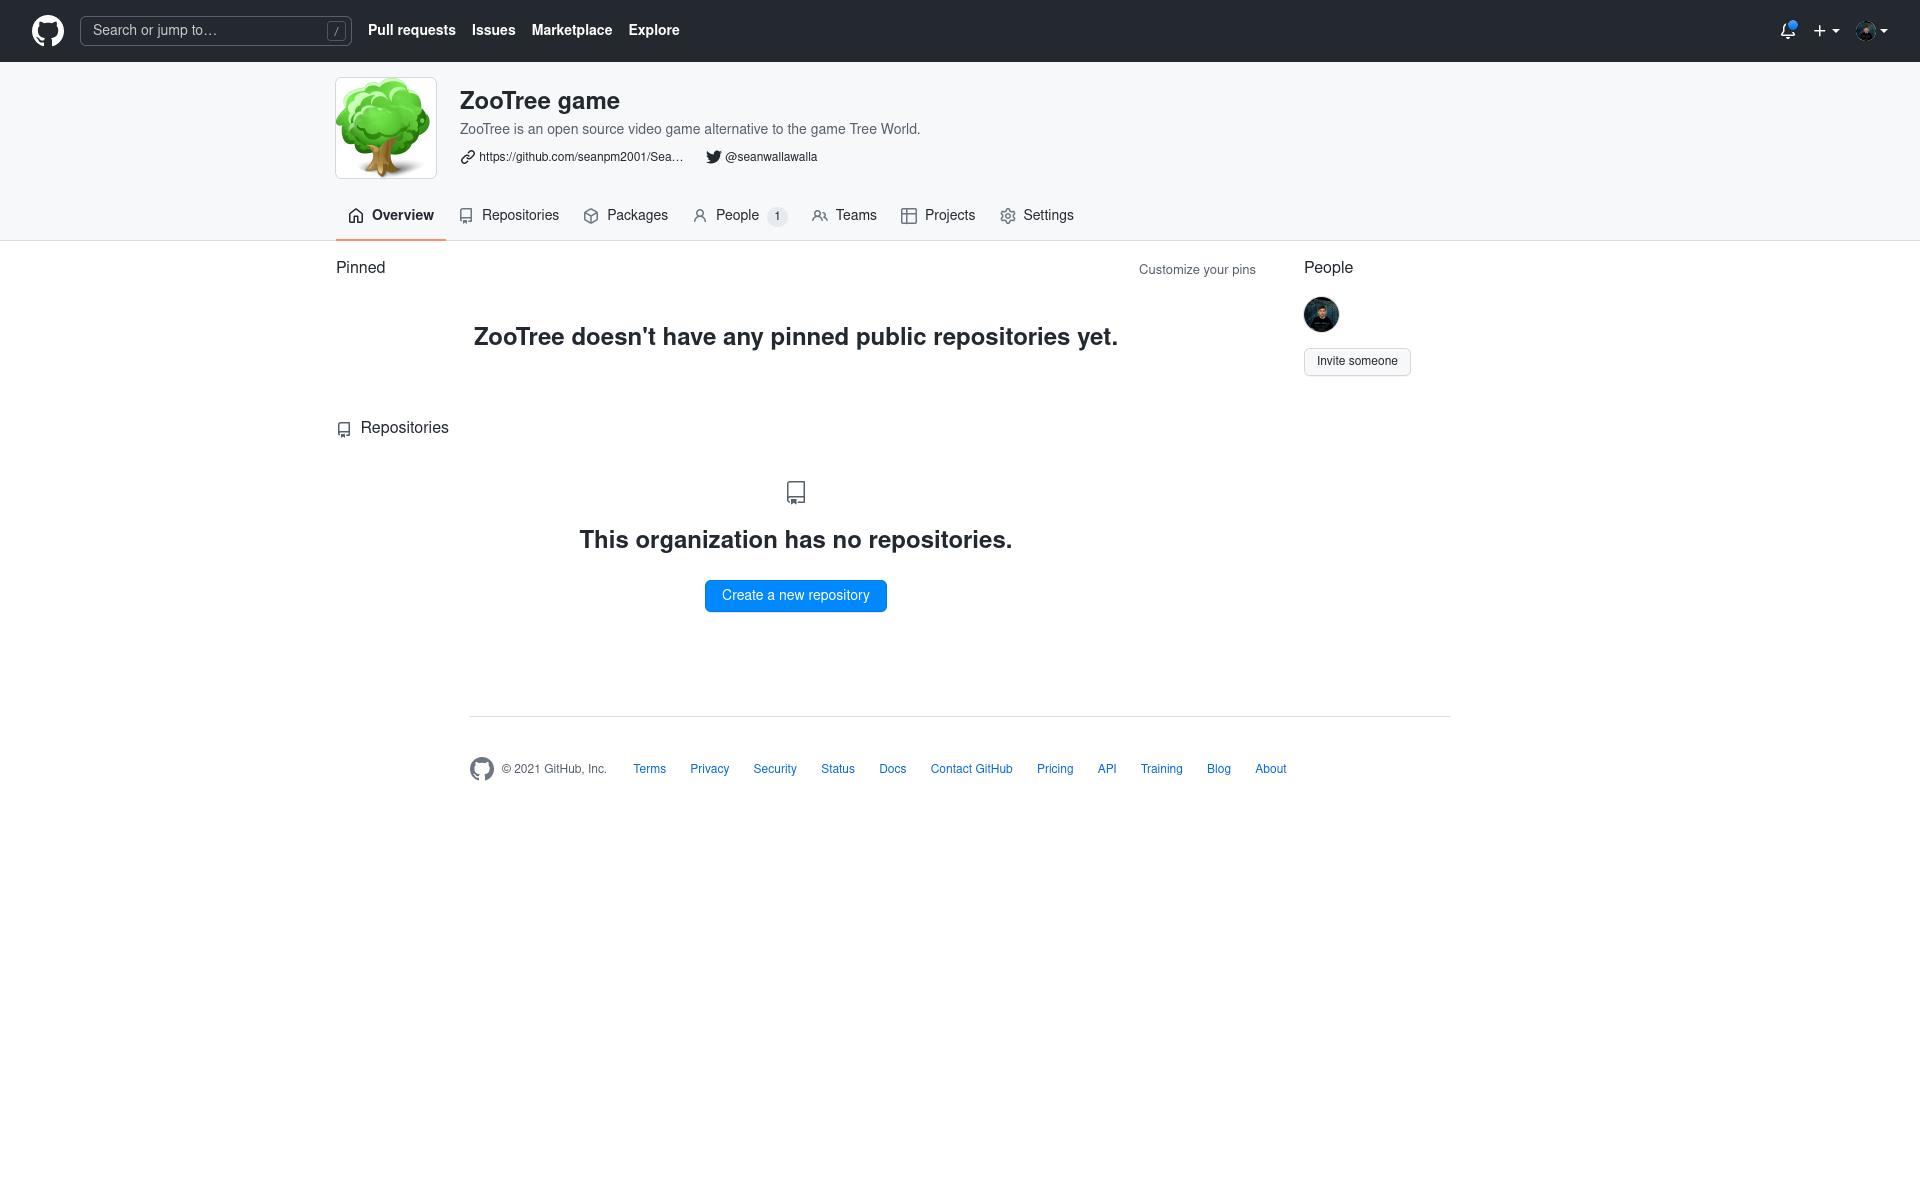 Search or jump to… /
Pull requests Issues Marketplace Explore
ZooTree game
ZooTree is an open source video game alternative to the game Tree World.
https://github.com/seanpm2001/Sea… @seanwallawalla
Overview Repositories Packages People 1 Teams Projects Settings
Pinned Customize your pins
People
ZooTree doesn't have any pinned public repositories yet.
Invite someone
Repositories
This organization has no repositories.
Create a new repository
© 2021 GitHub, Inc. Terms Privacy Security Status Docs Contact GitHub Pricing API Training Blog About